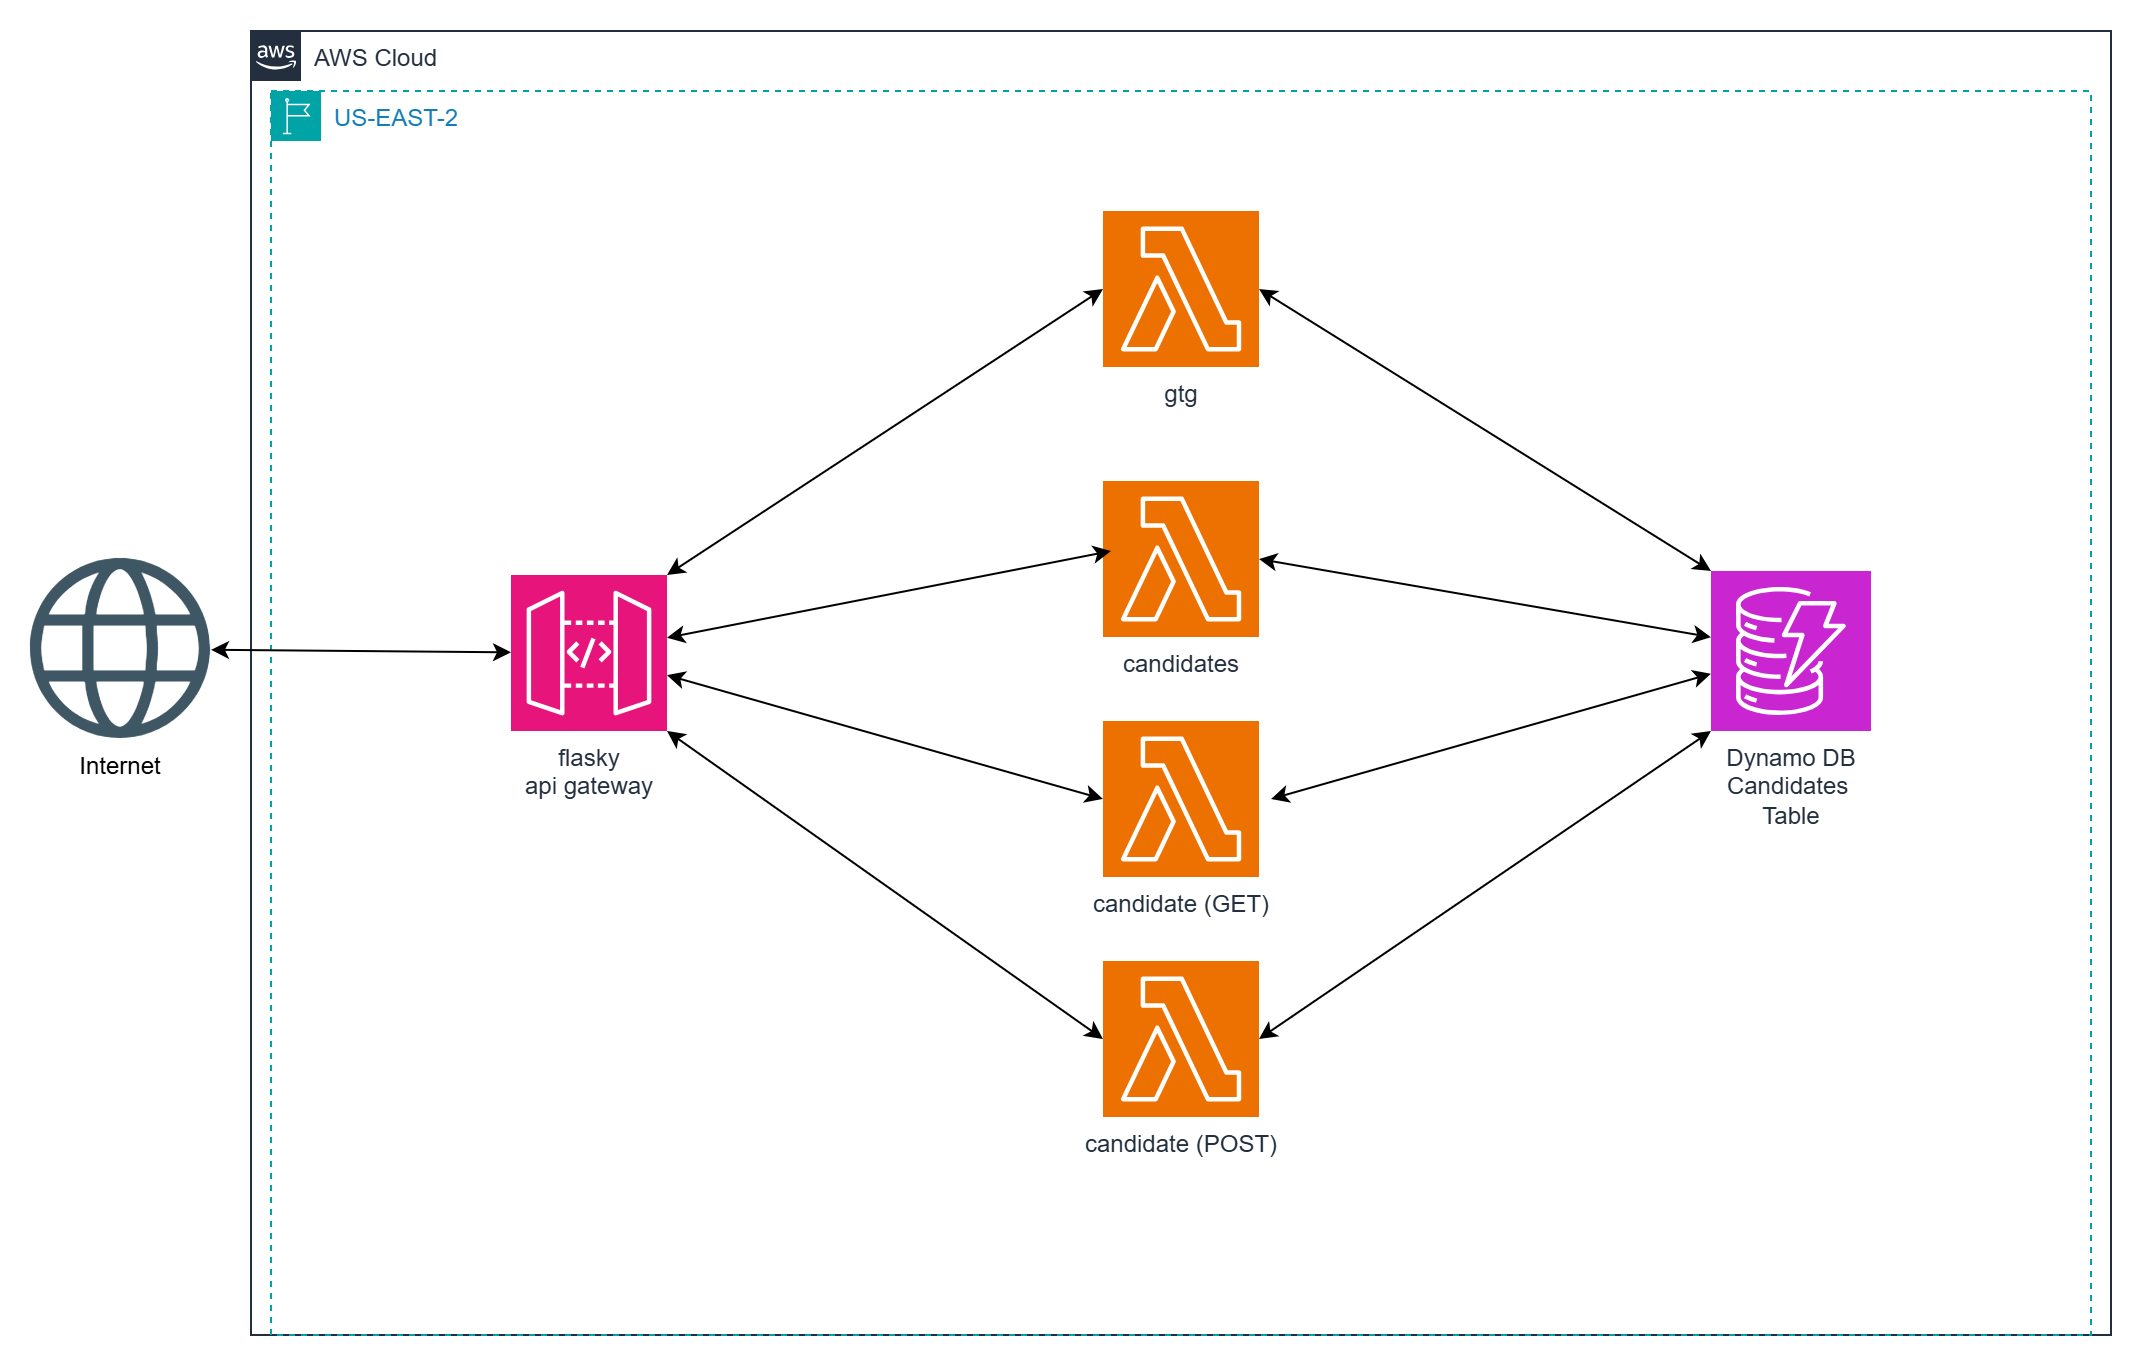 aws
AWS Cloud
US-EAST-2
gtg
candidates
Internet
flasky
api gateway
</>
Dynamo DB
Candidates
Table
candidate (GET)
candidate (POST)